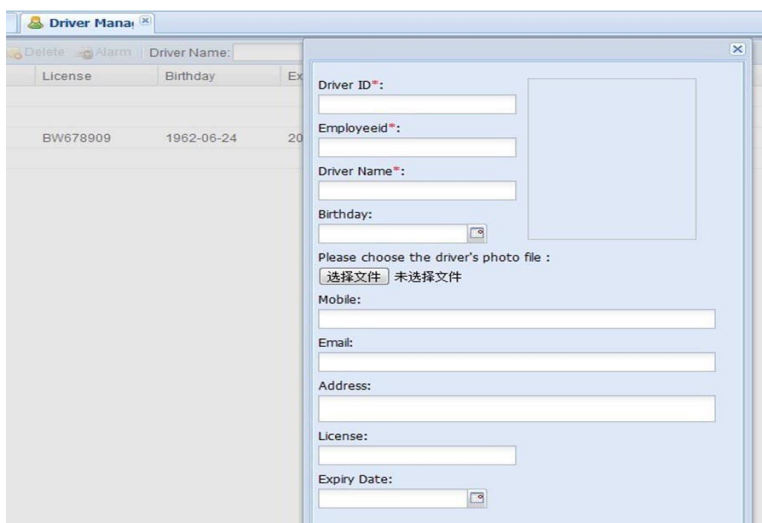 Driver Mana
Delete Alarm Driver Name:
License Birthday Ex
BW678909 1962-06-24 20
Driver ID*:
Employeeid*:
Driver Name*:
Birthday:
Please choose the driver's photo file :
选择文件 未选择文件
Mobile:
Email:
Address:
License:
Expiry Date: